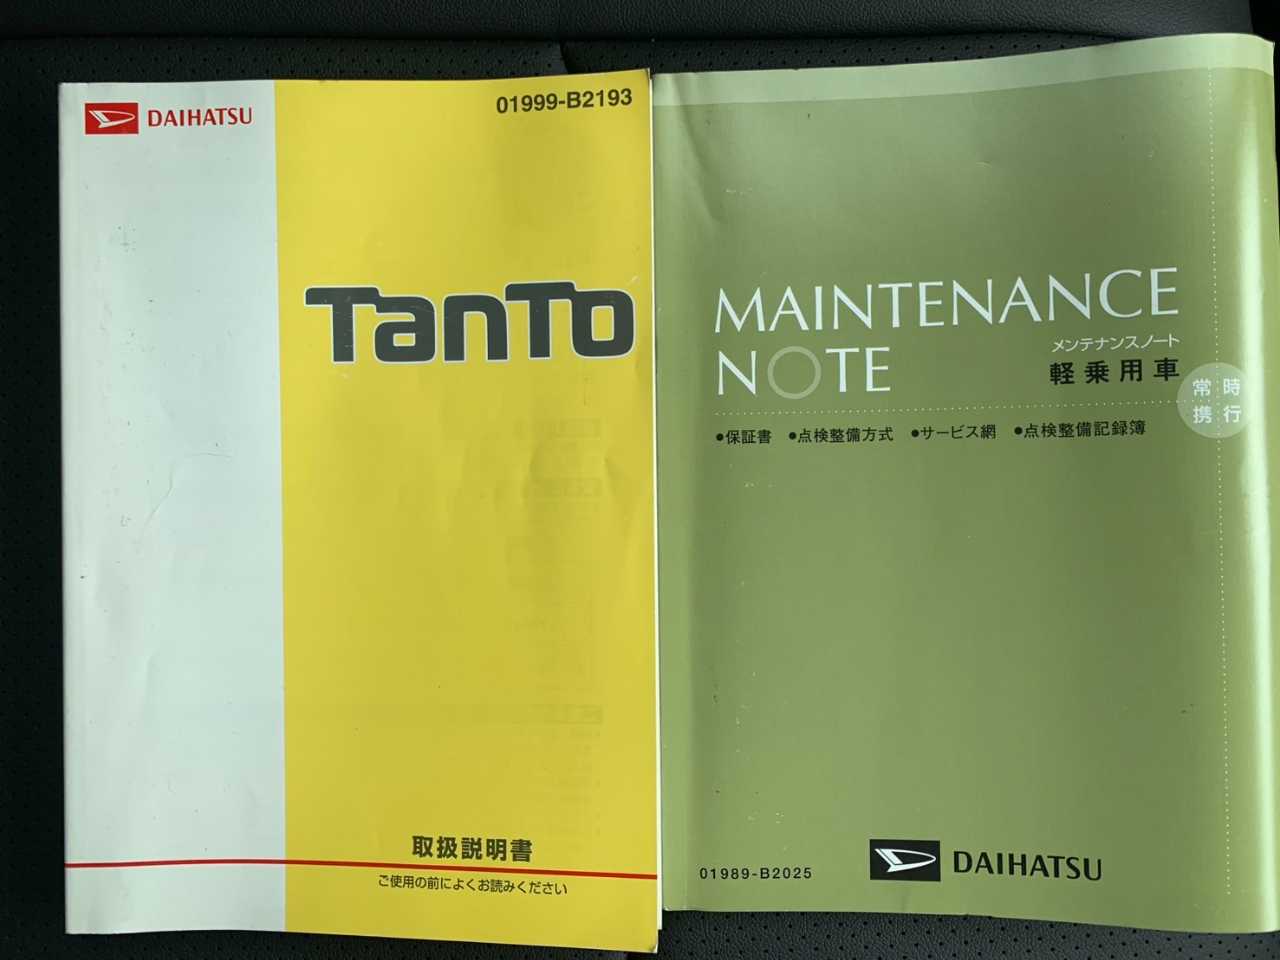 DAIHATSU
01999-B2193
TanTo
取扱説明書
ご使用の前によくお読みください
MAINTENANCE
NOTE
メンテナンスノート
軽乗用車
常時
携行
●保証書 ●点検整備方式 ●サービス網 ●点検整備記録簿
01989-B2025
DAIHATSU